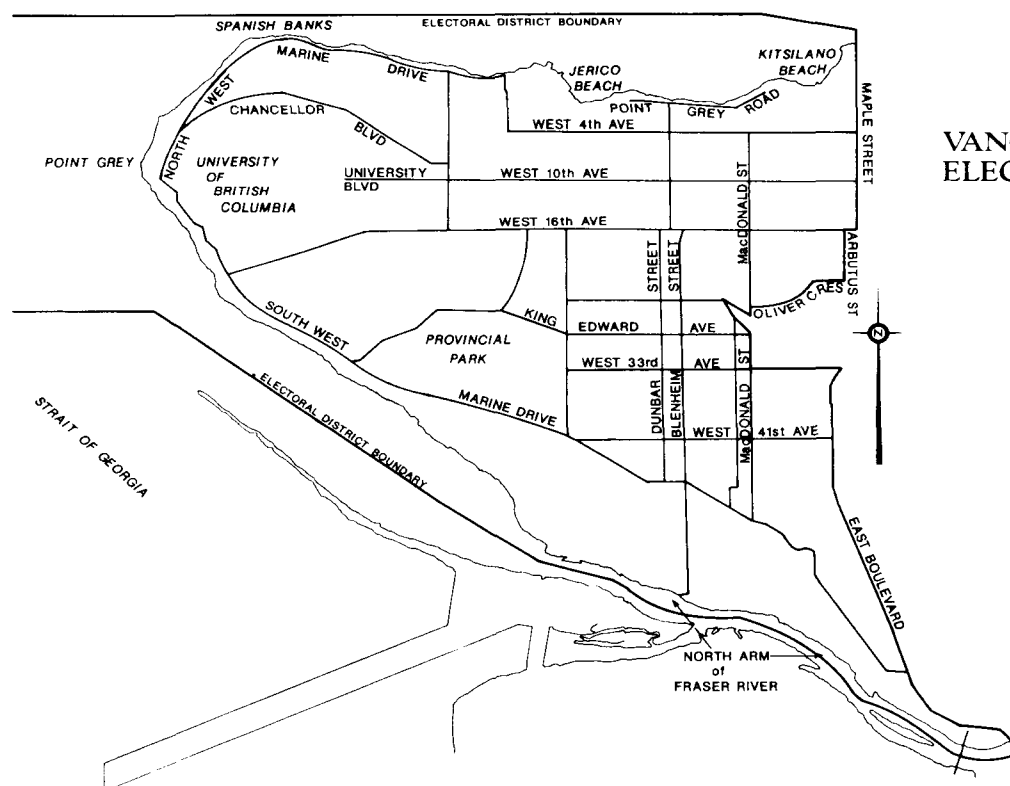 SPANISH BANKS
ELECTORAL DISTRICT BOUNDARY
MARINE
DRIVE
WEST
NORTH
JERICO
BEACH
KITSILANO
BEACH
MAPLE STREET
CHANCELLOR
BLVD
POINT GREY ROAD
WEST 4th AVE
POINT GREY
UNIVERSITY
OF
BRITISH
COLUMBIA
UNIVERSITY
BLVD
WEST 10th AVE
MacDONALD ST
VAN
ELEC
WEST 16th AVE
STREET
STREET
ARBUTUS ST
OLIVER CRES
SOUTH WEST
KING
EDWARD AVE
PROVINCIAL
PARK
WEST 33rd AVE
Z
ELECTORAL DISTRICT BOUNDARY
MARINE DRIVE
DUNBAR
BLENHEIM
MacDONALD ST
WEST 41st AVE
STRAIT OF GEORGIA
EAST BOULEVARD
NORTH ARM
of
FRASER RIVER